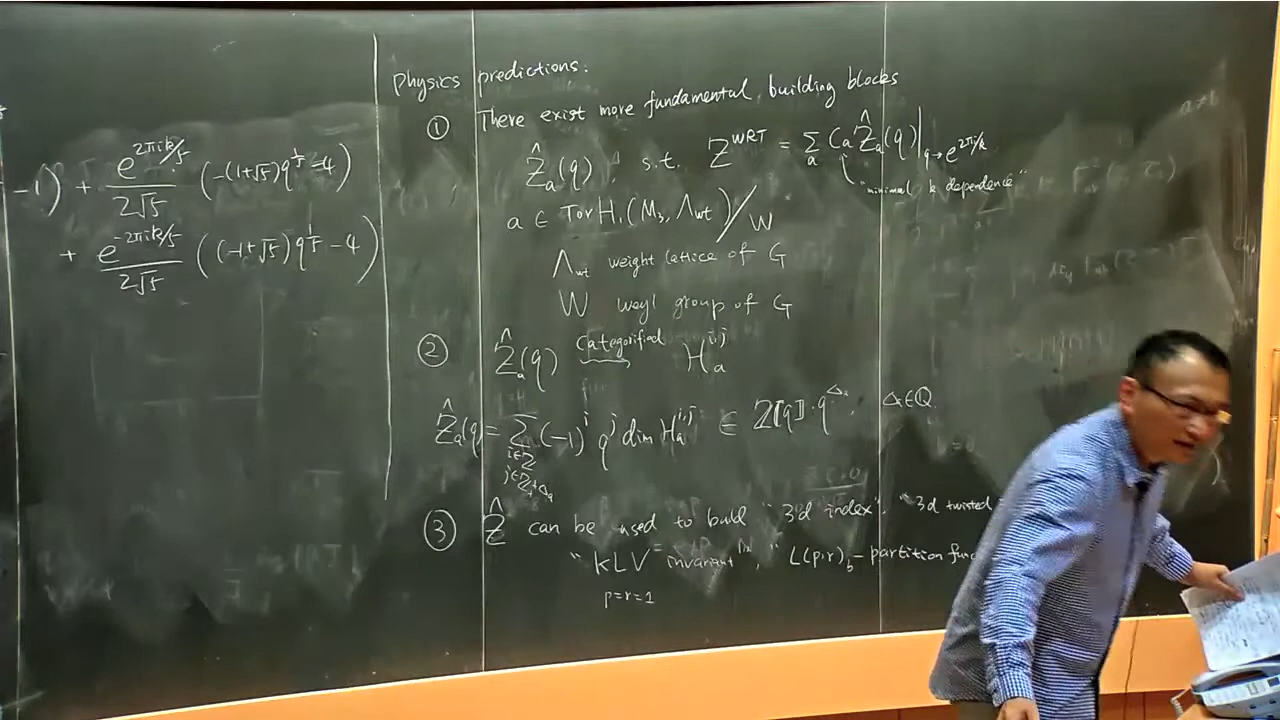 -1) + e^{2πik/5}/2√5 (-(1+√5)q^{1/5} -4)
+ e^{-2πik/5}/2√5 ((-1+√5)q^{1/5} -4)
Physics predictions.
① There exist more fundamental building blocks
Ẑ_a(q), s.t. Z^{WRT} = Σ_a C_a Ẑ_a(q)|_{q→e^{2πi/k}}
"minimal k dependence"
a ∈ Tor H_1(M_3, Λ_wt)/W
Λ_wt weight lattice of G
W weyl group of G
② Ẑ_a(q) Categorified H_a^{i,j}
Ẑ_a(q) = Σ_{i∈ℤ, j∈ℤ+Δ_a} (-1)^i q^j dim H_a^{i,j} ∈ ℤ[[q]]·q^{Δ_a}, Δ_a∈ℚ.
③ Ẑ can be used to build "3d index", "3d twisted
"KLV invariant", L(p,r)_b - partition func
p=r=1
a≠b